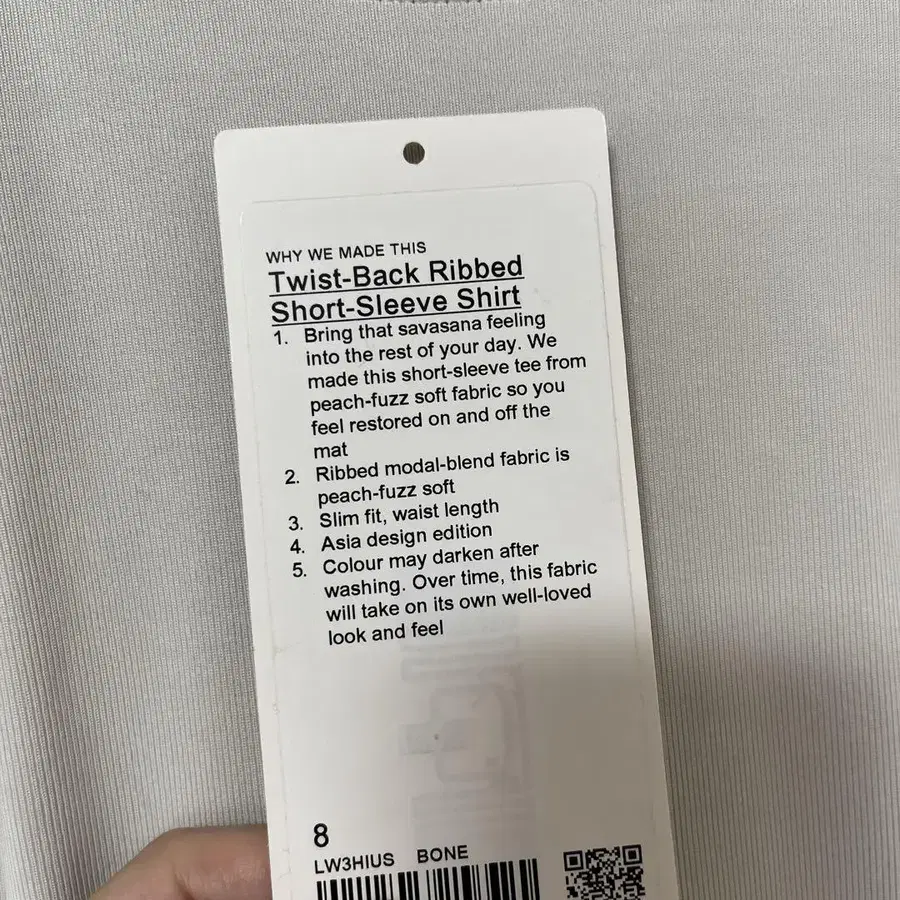 WHY WE MADE THIS
Twist-Back Ribbed
Short-Sleeve Shirt
1. Bring that savasana feeling
into the rest of your day. We
made this short-sleeve tee from
peach-fuzz soft fabric so you
feel restored on and off the
mat
2. Ribbed modal-blend fabric is
peach-fuzz soft
3. Slim fit, waist length
4. Asia design edition
5. Colour may darken after
washing. Over time, this fabric
will take on its own well-loved
look and feel
8
LW3HIUS BONE